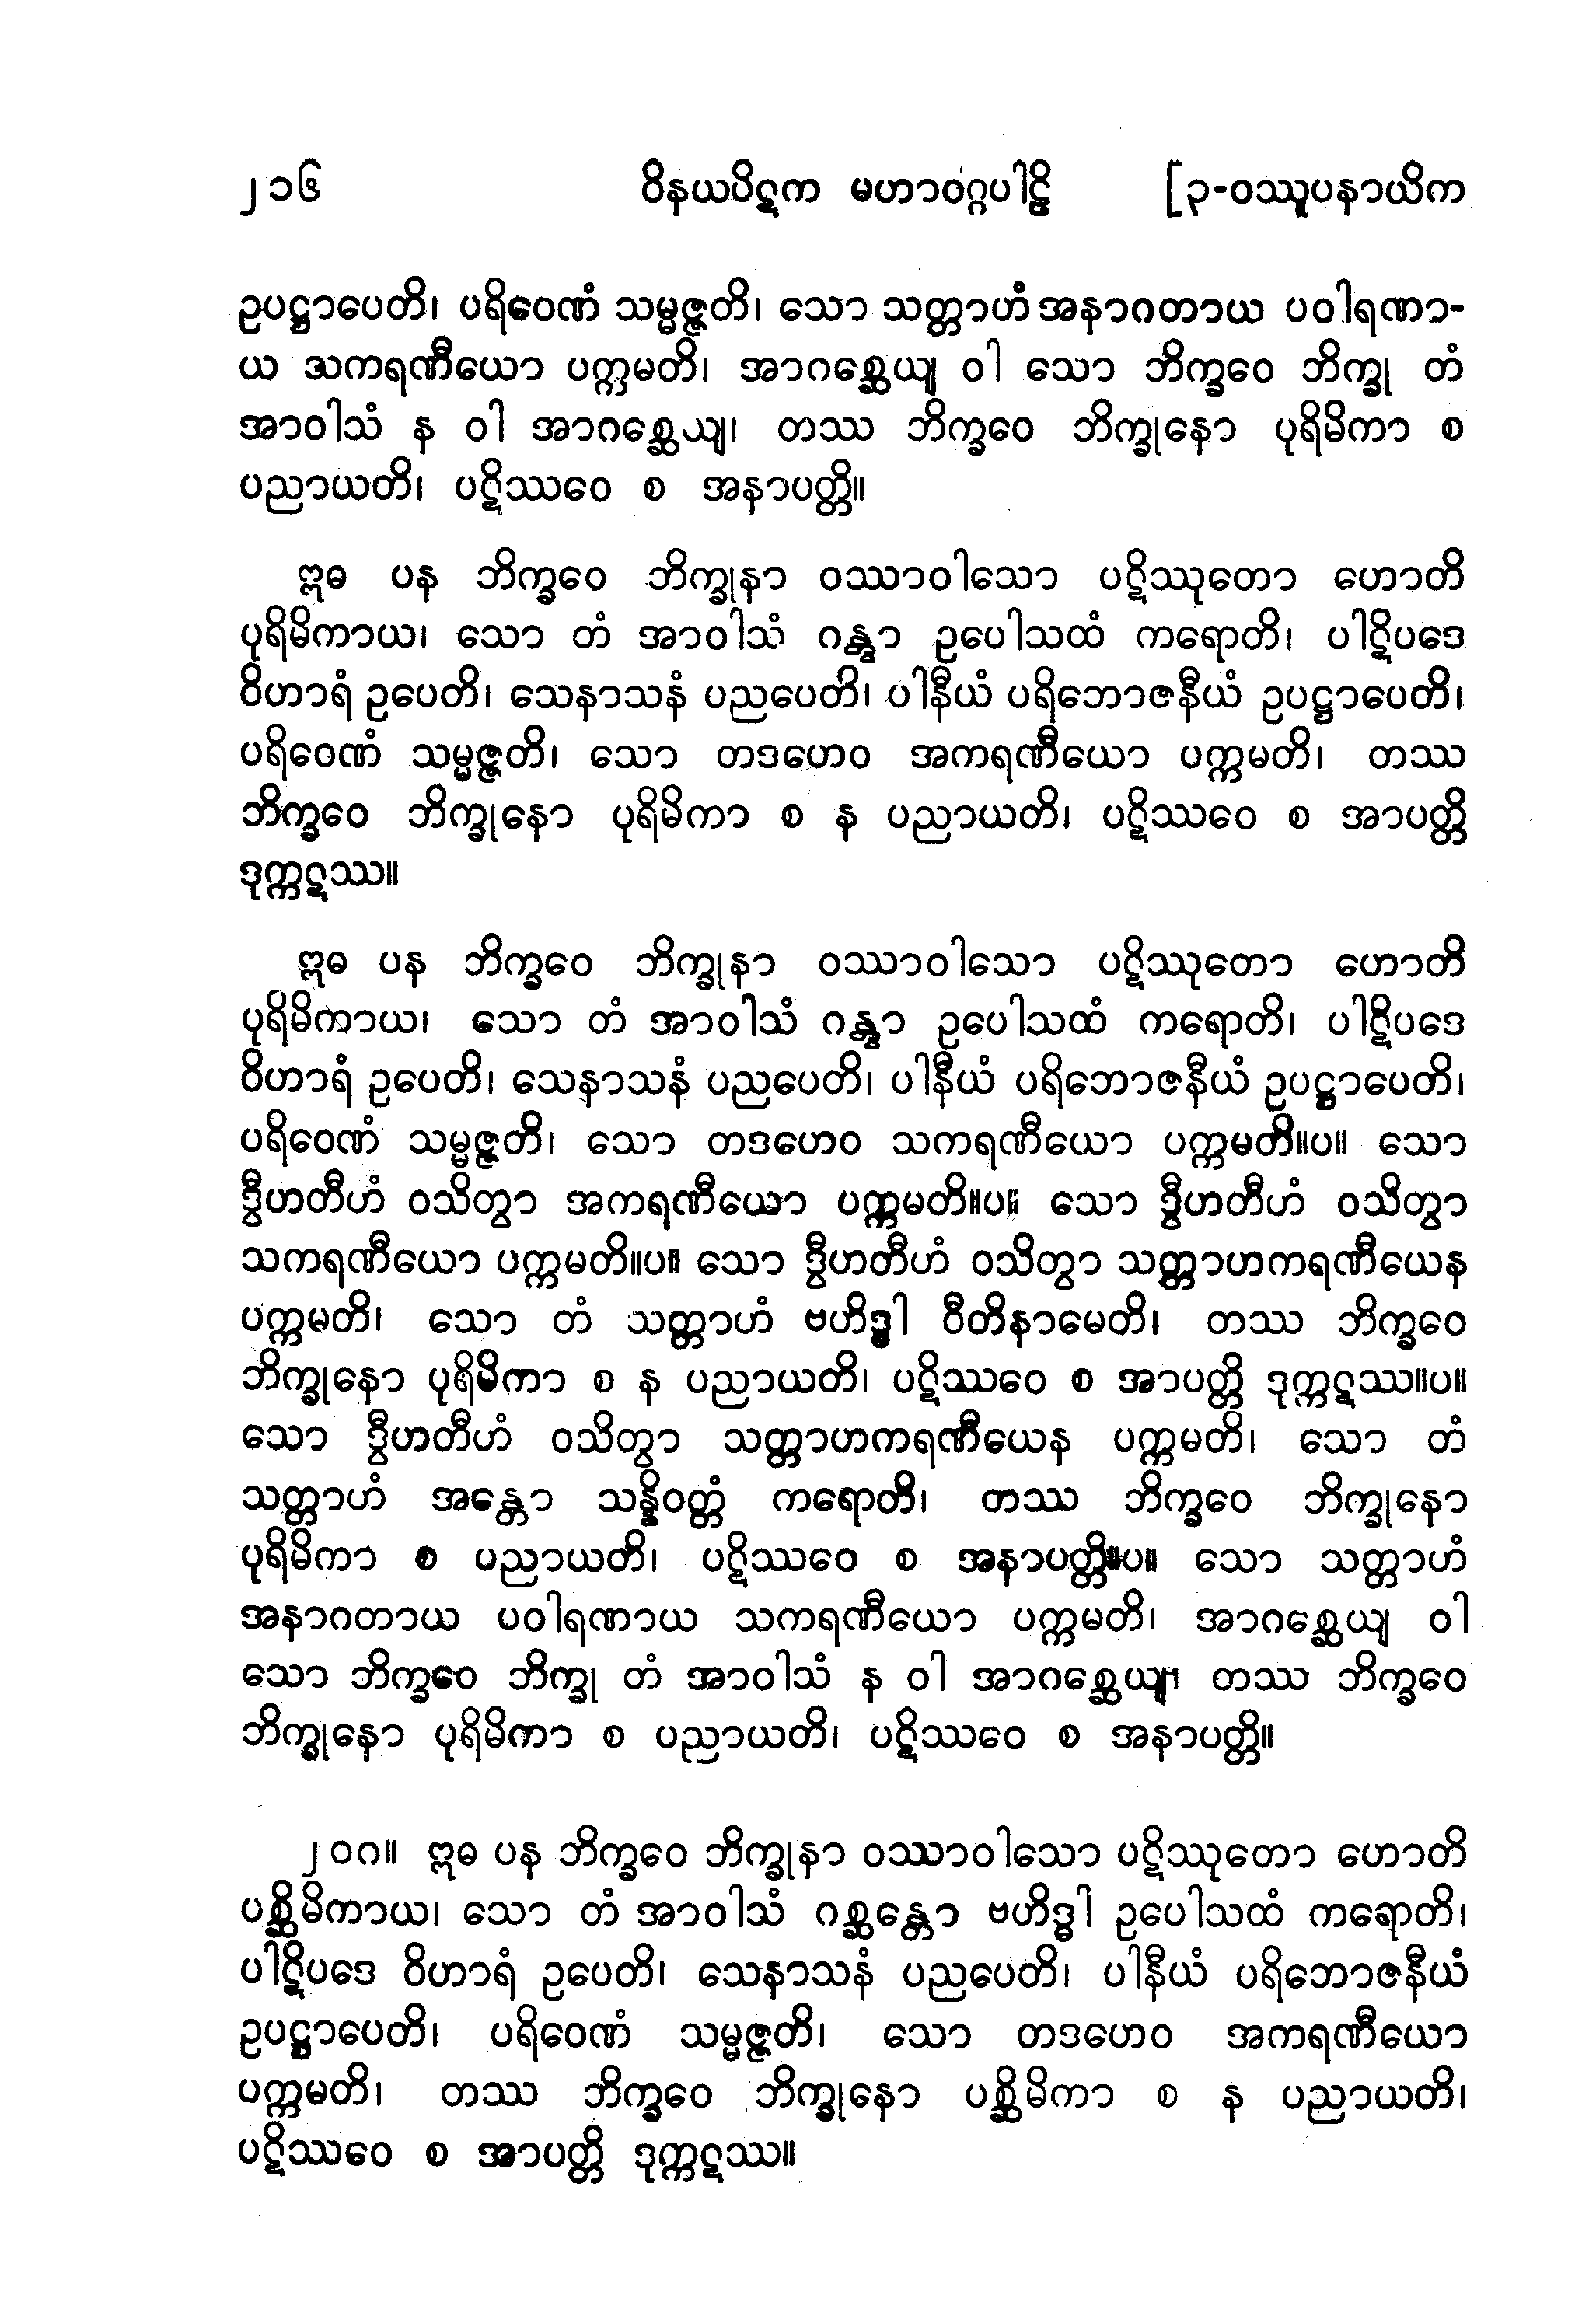 ၂၁၆ ဝိနယပိဋက မဟာဝဂ္ဂပါဠိ [၃-ဝဿူပနာယိက
ဥပဋ္ဌာပေတိ၊ ပရိဝေဏံ သမ္မဇ္ဇတိ၊ သော သတ္တာဟံ အနာဂတာယ ပဝါရဏာ-
ယ သကရဏီယော ပက္ကမတိ၊ အာဂစ္ဆေယျ ဝါ သော ဘိက္ခဝေ ဘိက္ခု တံ
အာဝါသံ န ဝါ အာဂစ္ဆေယျ၊ တဿ ဘိက္ခဝေ ဘိက္ခုနော ပုရိမိကာ စ
ပညာယတိ၊ ပဋိဿဝေ စ အနာပတ္တိ။
ဣဓ ပန ဘိက္ခဝေ ဘိက္ခုနာ ဝဿာဝါသော ပဋိဿုတော ဟောတိ
ပုရိမိကာယ၊ သော တံ အာဝါသံ ဂန္တွာ ဥပေါသထံ ကရောတိ၊ ပါဋိပဒေ
ဝိဟာရံ ဥပေတိ၊ သေနာသနံ ပညပေတိ၊ ပါနီယံ ပရိဘောဇနီယံ ဥပဋ္ဌာပေတိ၊
ပရိဝေဏံ သမ္မဇ္ဇတိ၊ သော တဒဟေဝ အကရဏီယော ပက္ကမတိ၊ တဿ
ဘိက္ခဝေ ဘိက္ခုနော ပုရိမိကာ စ န ပညာယတိ၊ ပဋိဿဝေ စ အာပတ္တိ
ဒုက္ကဋဿ။
ဣဓ ပန ဘိက္ခဝေ ဘိက္ခုနာ ဝဿာဝါသော ပဋိဿုတော ဟောတိ
ပုရိမိကာယ၊ သော တံ အာဝါသံ ဂန္တွာ ဥပေါသထံ ကရောတိ၊ ပါဋိပဒေ
ဝိဟာရံ ဥပေတိ၊ သေနာသနံ ပညပေတိ၊ ပါနီယံ ပရိဘောဇနီယံ ဥပဋ္ဌာပေတိ၊
ပရိဝေဏံ သမ္မဇ္ဇတိ၊ သော တဒဟေဝ သကရဏီယော ပက္ကမတိ။ပ။ သော
ဒွီဟတီဟံ ဝသိတွာ အကရဏီယော ပက္ကမတိ။ပ။ သော ဒွီဟတီဟံ ဝသိတွာ
သကရဏီယော ပက္ကမတိ။ပ။ သော ဒွီဟတီဟံ ဝသိတွာ သတ္တာဟကရဏီယေန
ပက္ကမတိ၊ သော တံ သတ္တာဟံ ဗဟိဒ္ဓါ ဝီတိနာမေတိ၊ တဿ ဘိက္ခဝေ
ဘိက္ခုနော ပုရိမိကာ စ န ပညာယတိ၊ ပဋိဿဝေ စ အာပတ္တိ ဒုက္ကဋဿ။ပ။
သော ဒွီဟတီဟံ ဝသိတွာ သတ္တာဟကရဏီယေန ပက္ကမတိ၊ သော တံ
သတ္တာဟံ အန္တော သန္နိဝတ္တံ ကရောတိ၊ တဿ ဘိက္ခဝေ ဘိက္ခုနော
ပုရိမိကာ စ ပညာယတိ၊ ပဋိဿဝေ စ အနာပတ္တိ။ပ။ သော သတ္တာဟံ
အနာဂတာယ ပဝါရဏာယ သကရဏီယော ပက္ကမတိ၊ အာဂစ္ဆေယျ ဝါ
သော ဘိက္ခဝေ ဘိက္ခု တံ အာဝါသံ န ဝါ အာဂစ္ဆေယျ၊ တဿ ဘိက္ခဝေ
ဘိက္ခုနော ပုရိမိကာ စ ပညာယတိ၊ ပဋိဿဝေ စ အနာပတ္တိ။
၂၀၈။ ဣဓ ပန ဘိက္ခဝေ ဘိက္ခုနာ ဝဿာဝါသော ပဋိဿုတော ဟောတိ
ပစ္ဆိမိကာယ၊ သော တံ အာဝါသံ ဂစ္ဆန္တော ဗဟိဒ္ဓါ ဥပေါသထံ ကရောတိ၊
ပါဋိပဒေ ဝိဟာရံ ဥပေတိ၊ သေနာသနံ ပညပေတိ၊ ပါနီယံ ပရိဘောဇနီယံ
ဥပဋ္ဌာပေတိ၊ ပရိဝေဏံ သမ္မဇ္ဇတိ၊ သော တဒဟေဝ အကရဏီယော
ပက္ကမတိ၊ တဿ ဘိက္ခဝေ ဘိက္ခုနော ပစ္ဆိမိကာ စ န ပညာယတိ၊
ပဋိဿဝေ စ အာပတ္တိ ဒုက္ကဋဿ။